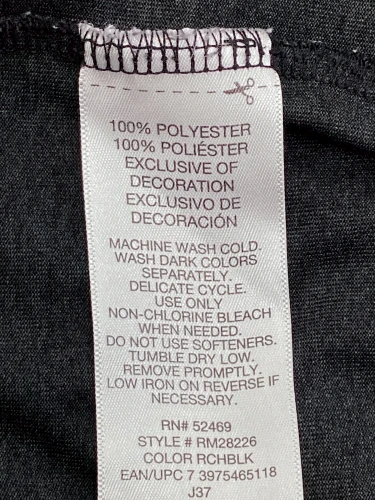 100% POLYESTER
100% POLIÉSTER
EXCLUSIVE OF
DECORATION
EXCLUSIVO DE
DECORACIÓN
MACHINE WASH COLD.
WASH DARK COLORS
SEPARATELY.
DELICATE CYCLE.
USE ONLY
NON-CHLORINE BLEACH
WHEN NEEDED.
DO NOT USE SOFTENERS.
TUMBLE DRY LOW.
REMOVE PROMPTLY.
LOW IRON ON REVERSE IF
NECESSARY.
RN# 52469
STYLE # RM28226
COLOR RCHBLK
EAN/UPC 7 3975465118
J37